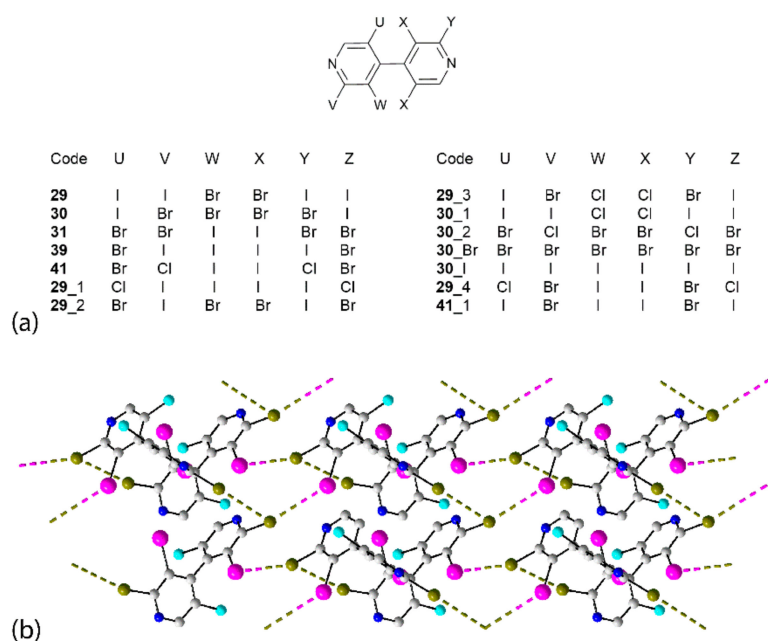 U X Y
N N
V W X
Code U V W X Y Z Code U V W X Y Z
29 I I Br Br I I 29_3 I Br Cl Cl Br I
30 I Br Br Br Br I 30_1 I I Cl Cl I I
31 Br Br I I Br Br 30_2 Br Cl Br Br Cl Br
39 Br I I I I Br 30_Br Br Br Br Br Br Br
41 Br Cl I I Cl Br 30_I I I I I I I
29_1 Cl I I I I Cl 29_4 Cl Br I I Br Cl
29_2 Br I Br Br I Br 41_1 I Br I I Br I
(a)
(b)